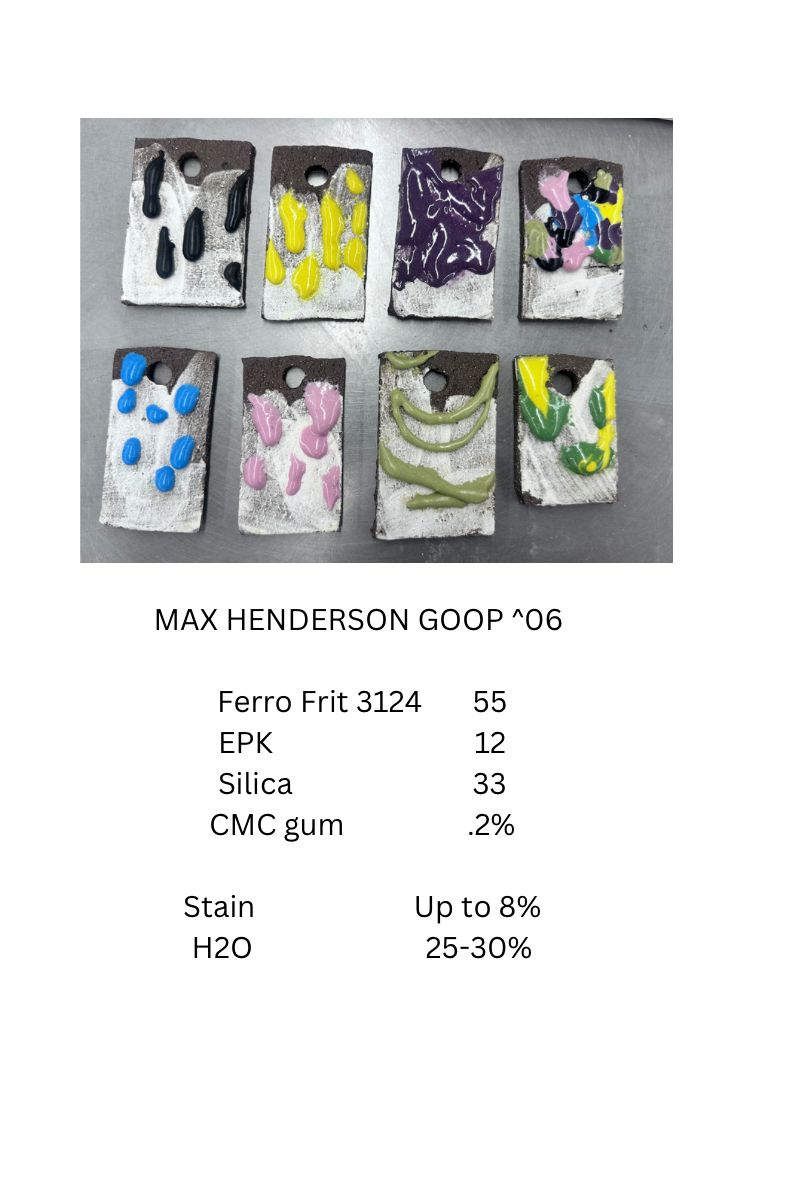 MAX HENDERSON GOOP ^06
Ferro Frit 3124 55
EPK 12
Silica 33
CMC gum .2%
Stain Up to 8%
H2O 25-30%